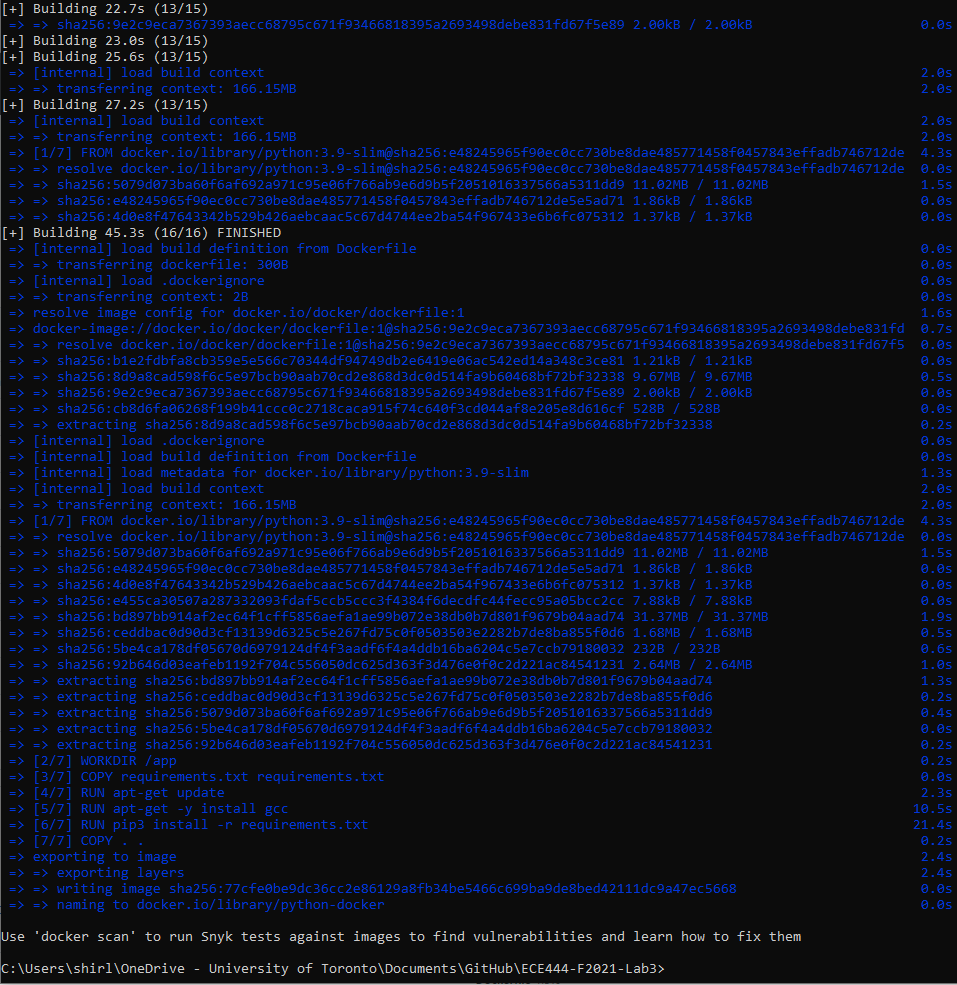 [+] Building 22.7s (13/15)
=> => sha256:9e2c9eca7367393aecc68795c671f93466818395a2693498debe831fd67f5e89 2.00kB / 2.00kB 0.0s
[+] Building 23.0s (13/15)
[+] Building 25.6s (13/15)
=> [internal] load build context 2.0s
=> => transferring context: 166.15MB 2.0s
[+] Building 27.2s (13/15)
=> [internal] load build context 2.0s
=> => transferring context: 166.15MB 2.0s
=> [1/7] FROM docker.io/library/python:3.9-slim@sha256:e48245965f90ec0cc730be8dae485771458f0457843effadb746712de 4.3s
=> => resolve docker.io/library/python:3.9-slim@sha256:e48245965f90ec0cc730be8dae485771458f0457843effadb746712de 0.0s
=> => sha256:5079d073ba60f6af692a971c95e06f766ab9e6d9b5f2051016337566a5311dd9 11.02MB / 11.02MB 1.5s
=> => sha256:e48245965f90ec0cc730be8dae485771458f0457843effadb746712de5e5ad71 1.86kB / 1.86kB 0.0s
=> => sha256:4d0e8f47643342b529b426aebcaac5c67d4744ee2ba54f967433e6b6fc075312 1.37kB / 1.37kB 0.0s
[+] Building 45.3s (16/16) FINISHED
=> [internal] load build definition from Dockerfile 0.0s
=> => transferring dockerfile: 300B 0.0s
=> [internal] load .dockerignore 0.0s
=> => transferring context: 2B 0.0s
=> resolve image config for docker.io/docker/dockerfile:1 1.6s
=> docker-image://docker.io/docker/dockerfile:1@sha256:9e2c9eca7367393aecc68795c671f93466818395a2693498debe831fd 0.7s
=> => resolve docker.io/docker/dockerfile:1@sha256:9e2c9eca7367393aecc68795c671f93466818395a2693498debe831fd67f5 0.0s
=> => sha256:b1e2fdbfa8cb359e5e566c70344df94749db2e6419e06ac542ed14a348c3ce81 1.21kB / 1.21kB 0.0s
=> => sha256:8d9a8cad598f6c5e97bcb90aab70cd2e868d3dc0d514fa9b60468bf72bf32338 9.67MB / 9.67MB 0.5s
=> => sha256:9e2c9eca7367393aecc68795c671f93466818395a2693498debe831fd67f5e89 2.00kB / 2.00kB 0.0s
=> => sha256:cb8d6fa06268f199b41ccc0c2718caca915f74c640f3cd044af8e205e8d616cf 528B / 528B 0.0s
=> => extracting sha256:8d9a8cad598f6c5e97bcb90aab70cd2e868d3dc0d514fa9b60468bf72bf32338 0.2s
=> [internal] load .dockerignore 0.0s
=> [internal] load build definition from Dockerfile 0.0s
=> [internal] load metadata for docker.io/library/python:3.9-slim 1.3s
=> [internal] load build context 2.0s
=> => transferring context: 166.15MB 2.0s
=> [1/7] FROM docker.io/library/python:3.9-slim@sha256:e48245965f90ec0cc730be8dae485771458f0457843effadb746712de 4.3s
=> => resolve docker.io/library/python:3.9-slim@sha256:e48245965f90ec0cc730be8dae485771458f0457843effadb746712de 0.0s
=> => sha256:5079d073ba60f6af692a971c95e06f766ab9e6d9b5f2051016337566a5311dd9 11.02MB / 11.02MB 1.5s
=> => sha256:e48245965f90ec0cc730be8dae485771458f0457843effadb746712de5e5ad71 1.86kB / 1.86kB 0.0s
=> => sha256:4d0e8f47643342b529b426aebcaac5c67d4744ee2ba54f967433e6b6fc075312 1.37kB / 1.37kB 0.0s
=> => sha256:e455ca30507a287332093fdaf5ccb5ccc3f4384f6decdfc44fecc95a05bcc2cc 7.88kB / 7.88kB 0.0s
=> => sha256:bd897bb914af2ec64f1cff5856aefa1ae99b072e38db0b7d801f9679b04aad74 31.37MB / 31.37MB 1.9s
=> => sha256:ceddbac0d90d3cf13139d6325c5e267fd75c0f0503503e2282b7de8ba855f0d6 1.68MB / 1.68MB 0.5s
=> => sha256:5be4ca178df05670d6979124df4f3aadf6f4a4ddb16ba6204c5e7ccb79180032 232B / 232B 0.6s
=> => sha256:92b646d03eafeb1192f704c556050dc625d363f3d476e0f0c2d221ac84541231 2.64MB / 2.64MB 1.0s
=> => extracting sha256:bd897bb914af2ec64f1cff5856aefa1ae99b072e38db0b7d801f9679b04aad74 1.3s
=> => extracting sha256:ceddbac0d90d3cf13139d6325c5e267fd75c0f0503503e2282b7de8ba855f0d6 0.2s
=> => extracting sha256:5079d073ba60f6af692a971c95e06f766ab9e6d9b5f2051016337566a5311dd9 0.4s
=> => extracting sha256:5be4ca178df05670d6979124df4f3aadf6f4a4ddb16ba6204c5e7ccb79180032 0.0s
=> => extracting sha256:92b646d03eafeb1192f704c556050dc625d363f3d476e0f0c2d221ac84541231 0.2s
=> [2/7] WORKDIR /app 0.2s
=> [3/7] COPY requirements.txt requirements.txt 0.0s
=> [4/7] RUN apt-get update 2.3s
=> [5/7] RUN apt-get -y install gcc 10.5s
=> [6/7] RUN pip3 install -r requirements.txt 21.4s
=> [7/7] COPY . . 0.2s
=> exporting to image 2.4s
=> => exporting layers 2.4s
=> => writing image sha256:77cfe0be9dc36cc2e86129a8fb34be5466c699ba9de8bed42111dc9a47ec5668 0.0s
=> => naming to docker.io/library/python-docker 0.0s
Use 'docker scan' to run Snyk tests against images to find vulnerabilities and learn how to fix them
C:\Users\shirl\OneDrive - University of Toronto\Documents\GitHub\ECE444-F2021-Lab3>